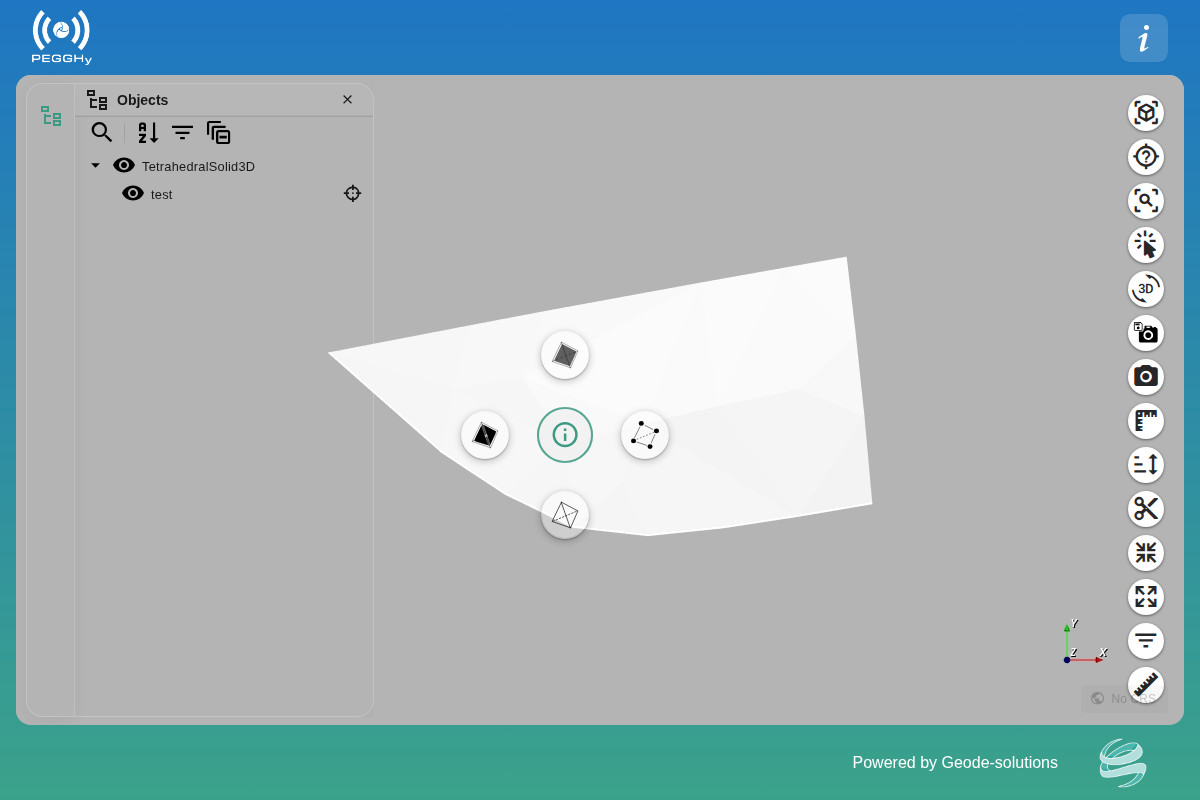 PEGGHy
i
Objects
A
Z
TetrahedralSolid3D
test
3D
Y
Z
X
No CRS
Powered by Geode-solutions